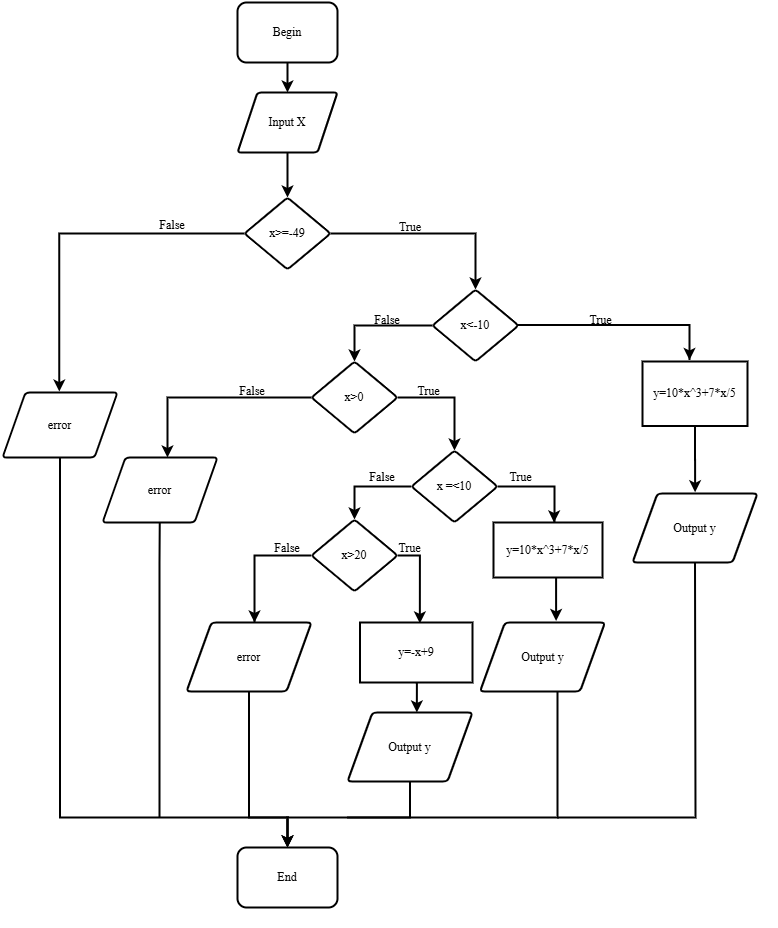 Begin
Input X
x>=-49
False
True
x<-10
False
True
x>0
False
True
y=10*x^3+7*x/5
error
x =<10
False
True
error
x>20
False
True
y=10*x^3+7*x/5
Output y
error
y=-x+9
Output y
Output y
End